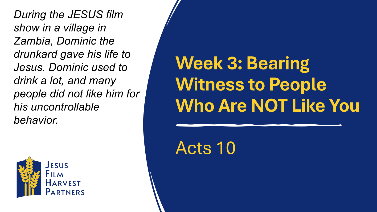 During the JESUS film
show in a village in
Zambia, Dominic the
drunkard gave his life to
Jesus. Dominic used to
drink a lot, and many
people did not like him for
his uncontrollable
behavior.
JESUS
FILM
HARVEST
PARTNERS
Week 3: Bearing
Witness to People
Who Are NOT Like You
Acts 10